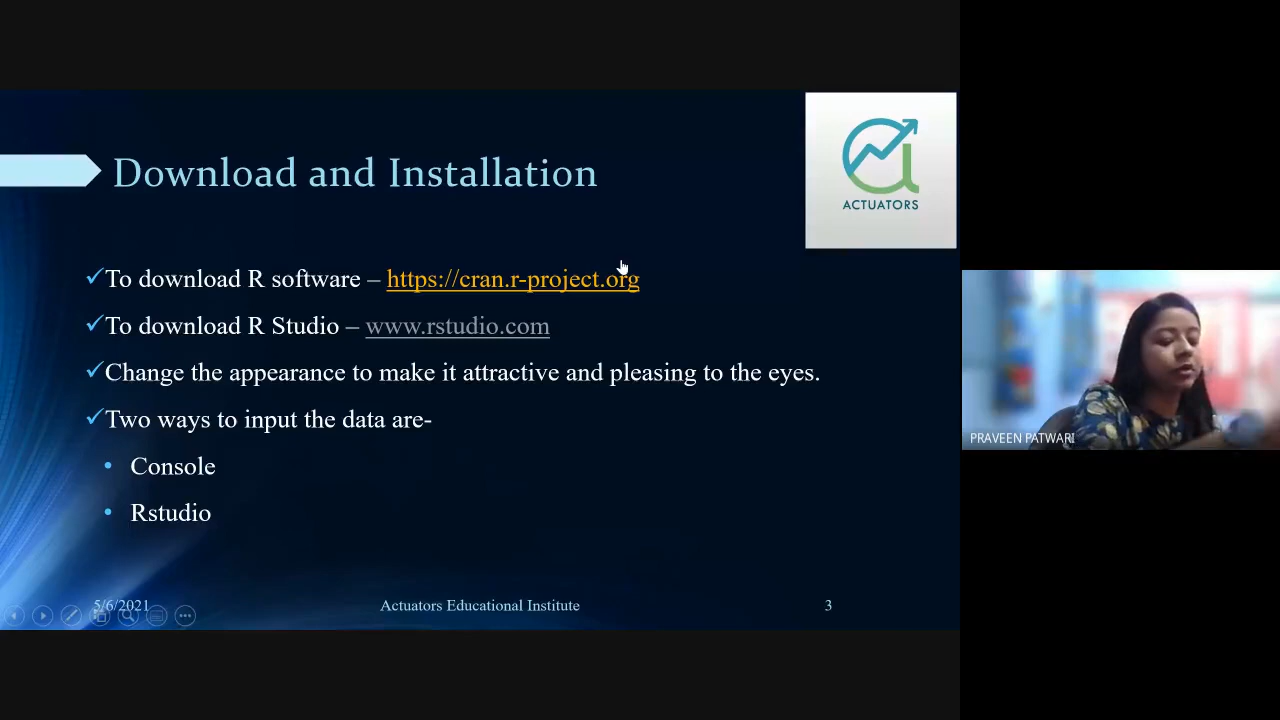 Download and Installation
ACTUATORS
To download R software – https://cran.r-project.org
To download R Studio – www.rstudio.com
Change the appearance to make it attractive and pleasing to the eyes.
Two ways to input the data are-
Console
Rstudio
PRAVEEN PATWARI
5/6/2021
Actuators Educational Institute
3